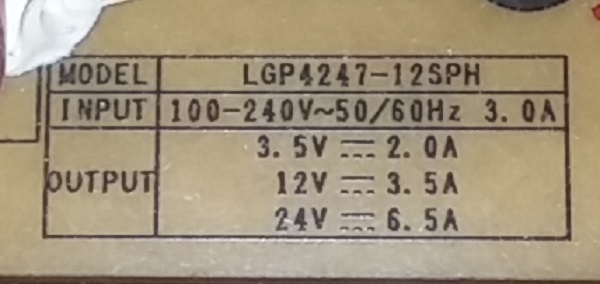 MODEL LGP4247-12SPH
INPUT 100-240V~50/60Hz 3.0A
OUTPUT
3.5V ⎓ 2.0A
12V ⎓ 3.5A
24V ⎓ 6.5A